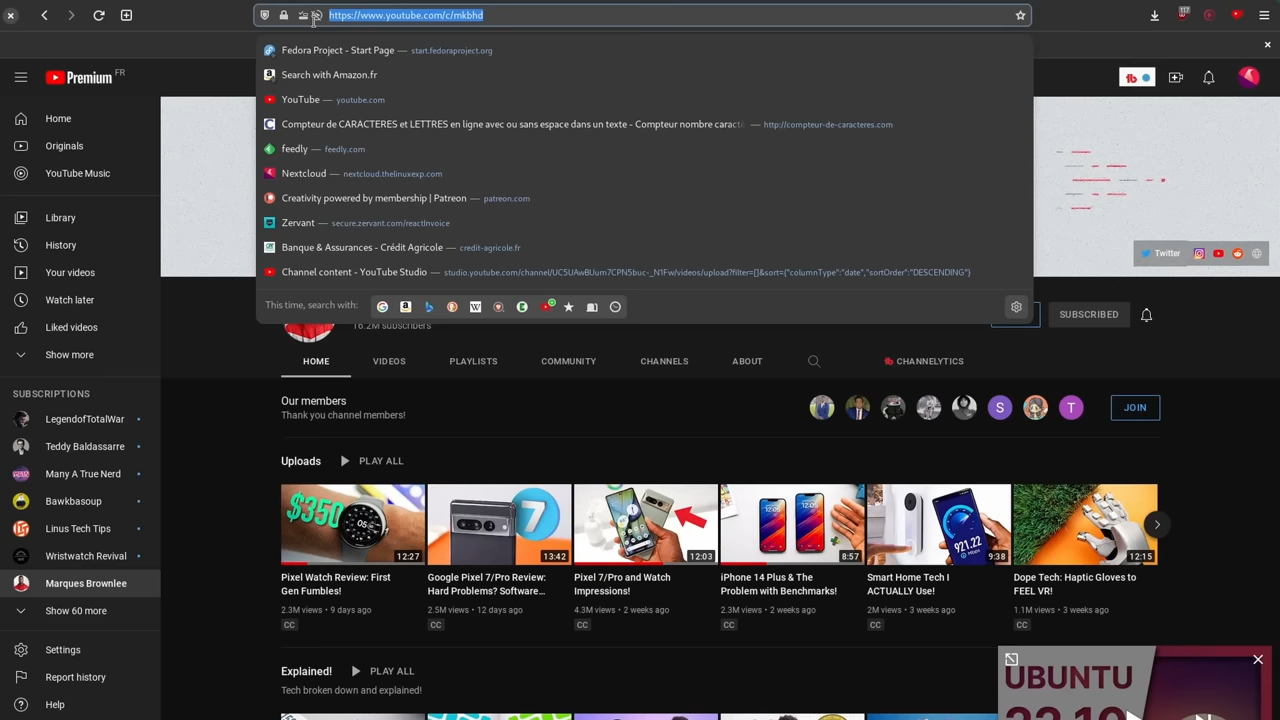 https://www.youtube.com/c/mkbhd
117
Fedora Project - Start Page — start.fedoraproject.org
Search with Amazon.fr
YouTube — youtube.com
Compteur de CARACTERES et LETTRES en ligne avec ou sans espace dans un texte - Compteur nombre caractè — http://compteur-de-caracteres.com
feedly — feedly.com
Nextcloud — nextcloud.thelinuxexp.com
Creativity powered by membership | Patreon — patreon.com
Zervant — secure.zervant.com/reactInvoice
Banque & Assurances - Crédit Agricole — credit-agricole.fr
Channel content - YouTube Studio — studio.youtube.com/channel/UC5UAwBUum7CPN5buc-_N1Fw/videos/upload?filter=[]&sort={"columnType":"date","sortOrder":"DESCENDING"}
This time, search with:
Premium FR
Home
Originals
YouTube Music
Library
History
Your videos
Watch later
Liked videos
Show more
SUBSCRIPTIONS
LegendofTotalWar
Teddy Baldassarre
Many A True Nerd
Bawkbasoup
Linus Tech Tips
Wristwatch Revival
Marques Brownlee
Show 60 more
Settings
Report history
Help
tb
Twitter
16.2M subscribers
SUBSCRIBED
HOME
VIDEOS
PLAYLISTS
COMMUNITY
CHANNELS
ABOUT
CHANNELYTICS
Our members
Thank you channel members!
S
T
JOIN
Uploads
PLAY ALL
$350
12:27
Pixel Watch Review: First
Gen Fumbles!
2.3M views • 9 days ago
CC
7
13:42
Google Pixel 7/Pro Review:
Hard Problems? Software...
2.5M views • 12 days ago
CC
12:03
Pixel 7/Pro and Watch
Impressions!
4.3M views • 2 weeks ago
CC
8:57
iPhone 14 Plus & The
Problem with Benchmarks!
2.3M views • 2 weeks ago
CC
921.22
Mbps
9:38
Smart Home Tech I
ACTUALLY Use!
2M views • 3 weeks ago
CC
12:15
Dope Tech: Haptic Gloves to
FEEL VR!
1.1M views • 3 weeks ago
CC
Explained!
PLAY ALL
Tech broken down and explained!
UBUNTU
22.10